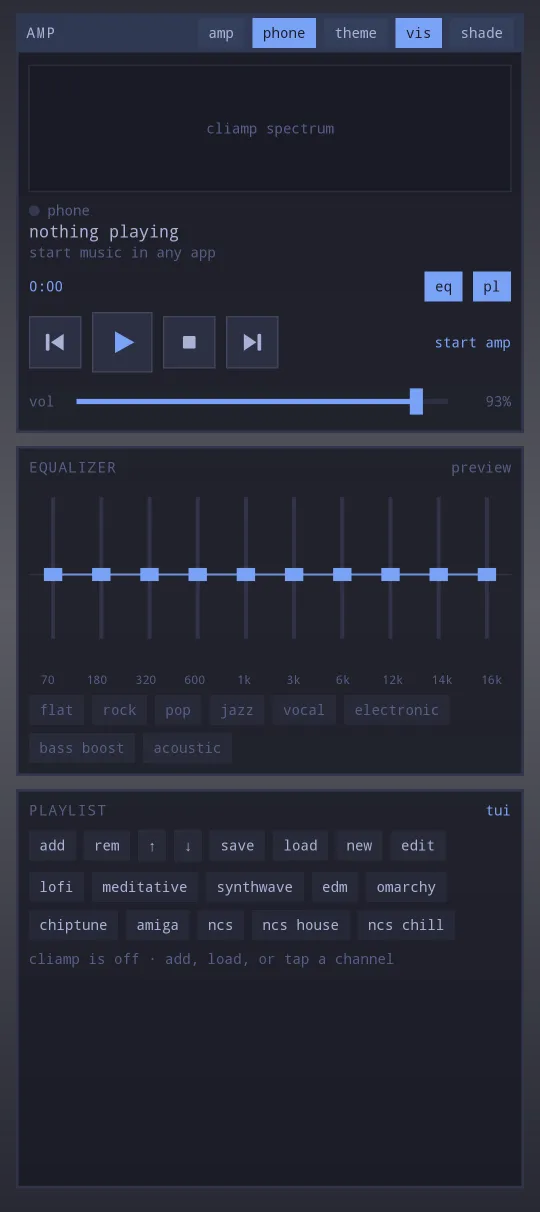 AMP amp phone theme vis shade
cliamp spectrum
phone
nothing playing
start music in any app
0:00 eq pl
start amp
vol 93%
EQUALIZER preview
70 180 320 600 1k 3k 6k 12k 14k 16k
flat rock pop jazz vocal electronic
bass boost acoustic
PLAYLIST tui
add rem ↑ ↓ save load new edit
lofi meditative synthwave edm omarchy
chiptune amiga ncs ncs house ncs chill
cliamp is off · add, load, or tap a channel